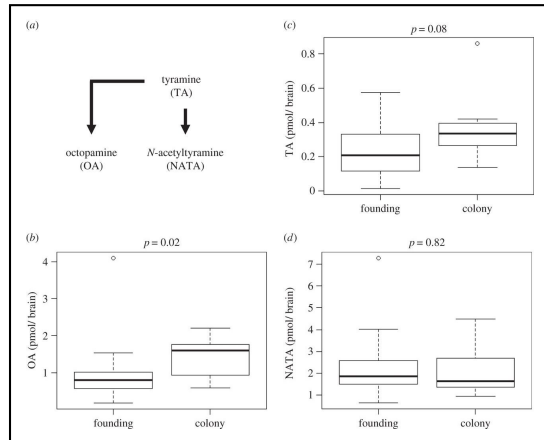 (a)
tyramine
(TA)
octopamine
(OA)
N-acetyltyramine
(NATA)
(c)
p = 0.08
TA (pmol/ brain)
0.8
0.6
0.4
0.2
0
founding
colony
(b)
p = 0.02
OA (pmol/ brain)
4
3
2
1
founding
colony
(d)
p = 0.82
NATA (pmol/ brain)
7
6
5
4
3
2
1
founding
colony